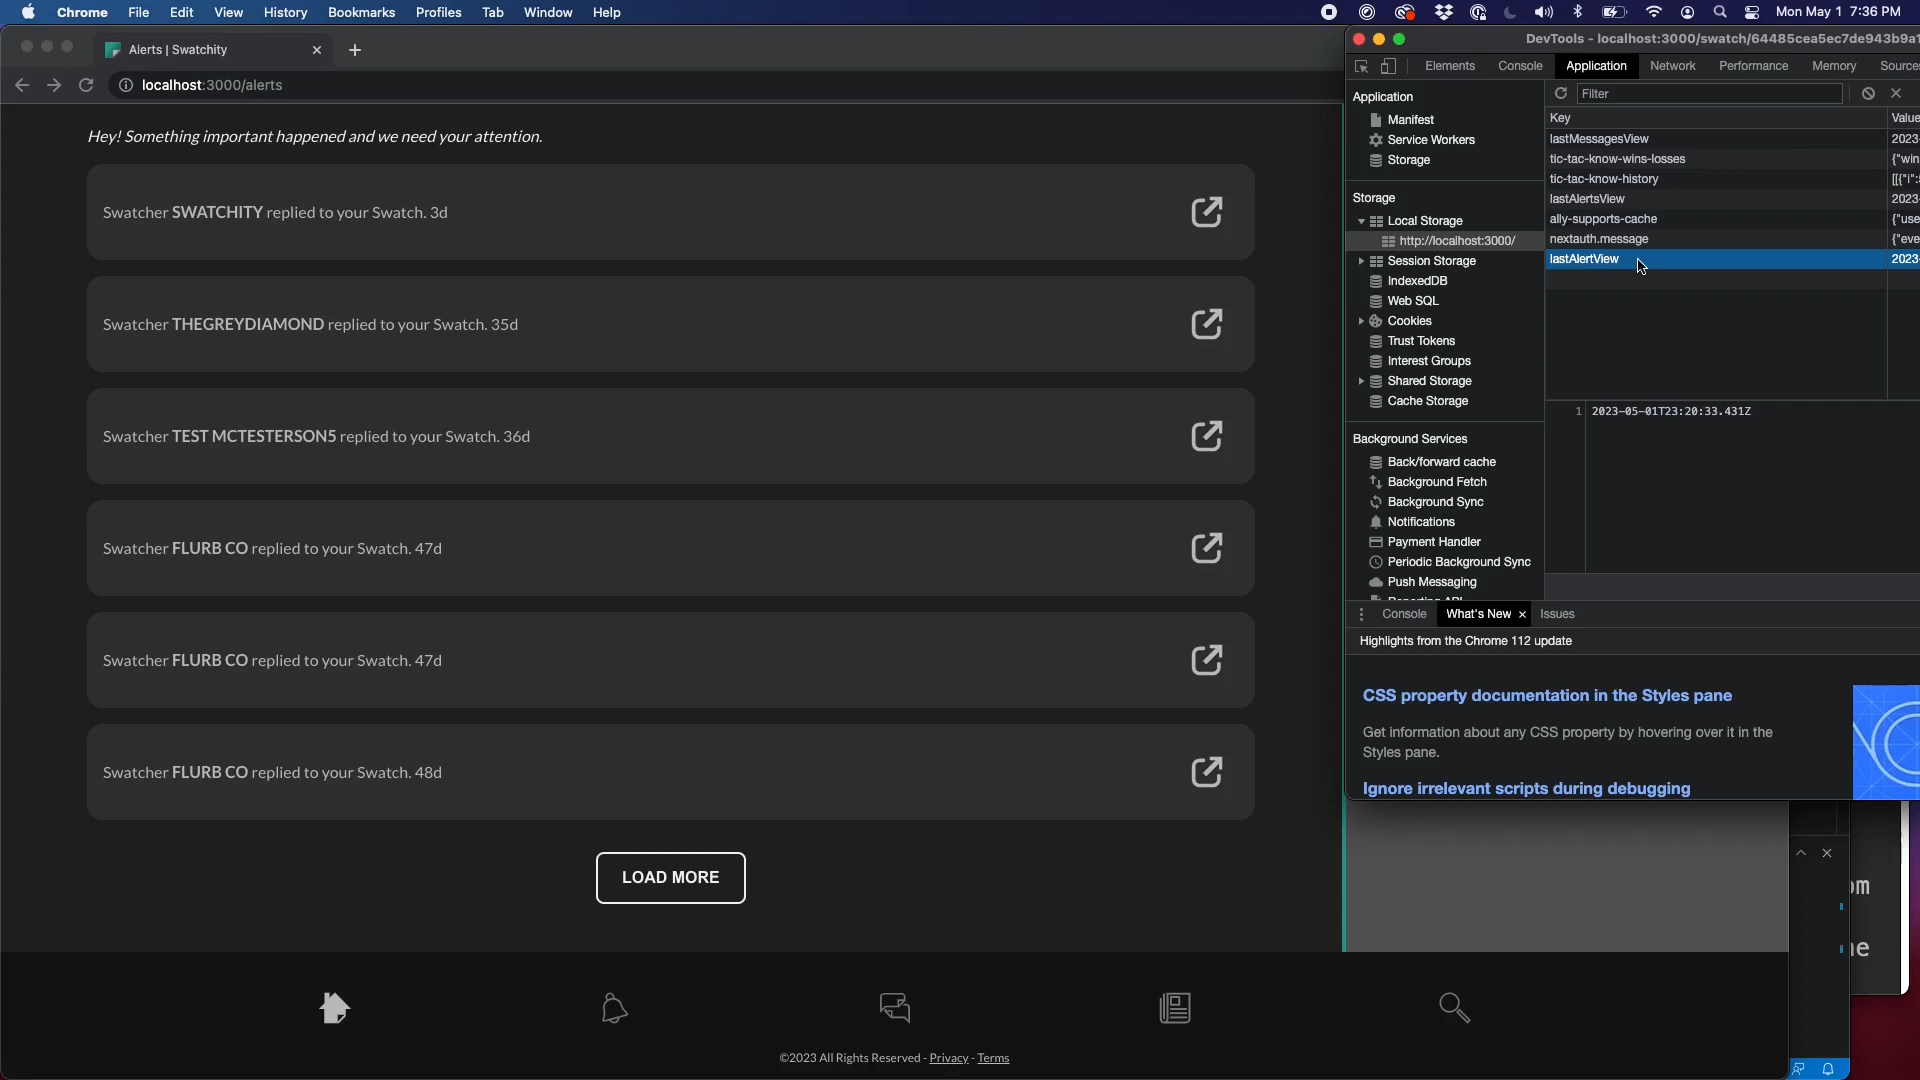 Chrome File Edit View History Bookmarks Profiles Tab Window Help
Mon May 1 7:36 PM
Alerts | Swatchity
localhost:3000/alerts
Hey! Something important happened and we need your attention.
Swatcher SWATCHITY replied to your Swatch. 3d
Swatcher THEGREYDIAMOND replied to your Swatch. 35d
Swatcher TEST MCTESTERSON5 replied to your Swatch. 36d
Swatcher FLURB CO replied to your Swatch. 47d
Swatcher FLURB CO replied to your Swatch. 47d
Swatcher FLURB CO replied to your Swatch. 48d
LOAD MORE
©2023 All Rights Reserved - Privacy - Terms
DevTools - localhost:3000/swatch/64485cea5ec7de943b9a1
Elements Console Application Network Performance Memory Sources
Application
Manifest
Service Workers
Storage
Storage
Local Storage
http://localhost:3000/
Session Storage
IndexedDB
Web SQL
Cookies
Trust Tokens
Interest Groups
Shared Storage
Cache Storage
Background Services
Back/forward cache
Background Fetch
Background Sync
Notifications
Payment Handler
Periodic Background Sync
Push Messaging
Filter
Key Value
lastMessagesView 2023-
tic-tac-know-wins-losses {"win
tic-tac-know-history [[{"i":
lastAlertsView 2023-
ally-supports-cache {"use
nextauth.message {"eve
lastAlertView 2023-
1 2023-05-01T23:20:33.431Z
Console What's New Issues
Highlights from the Chrome 112 update
CSS property documentation in the Styles pane
Get information about any CSS property by hovering over it in the
Styles pane.
Ignore irrelevant scripts during debugging